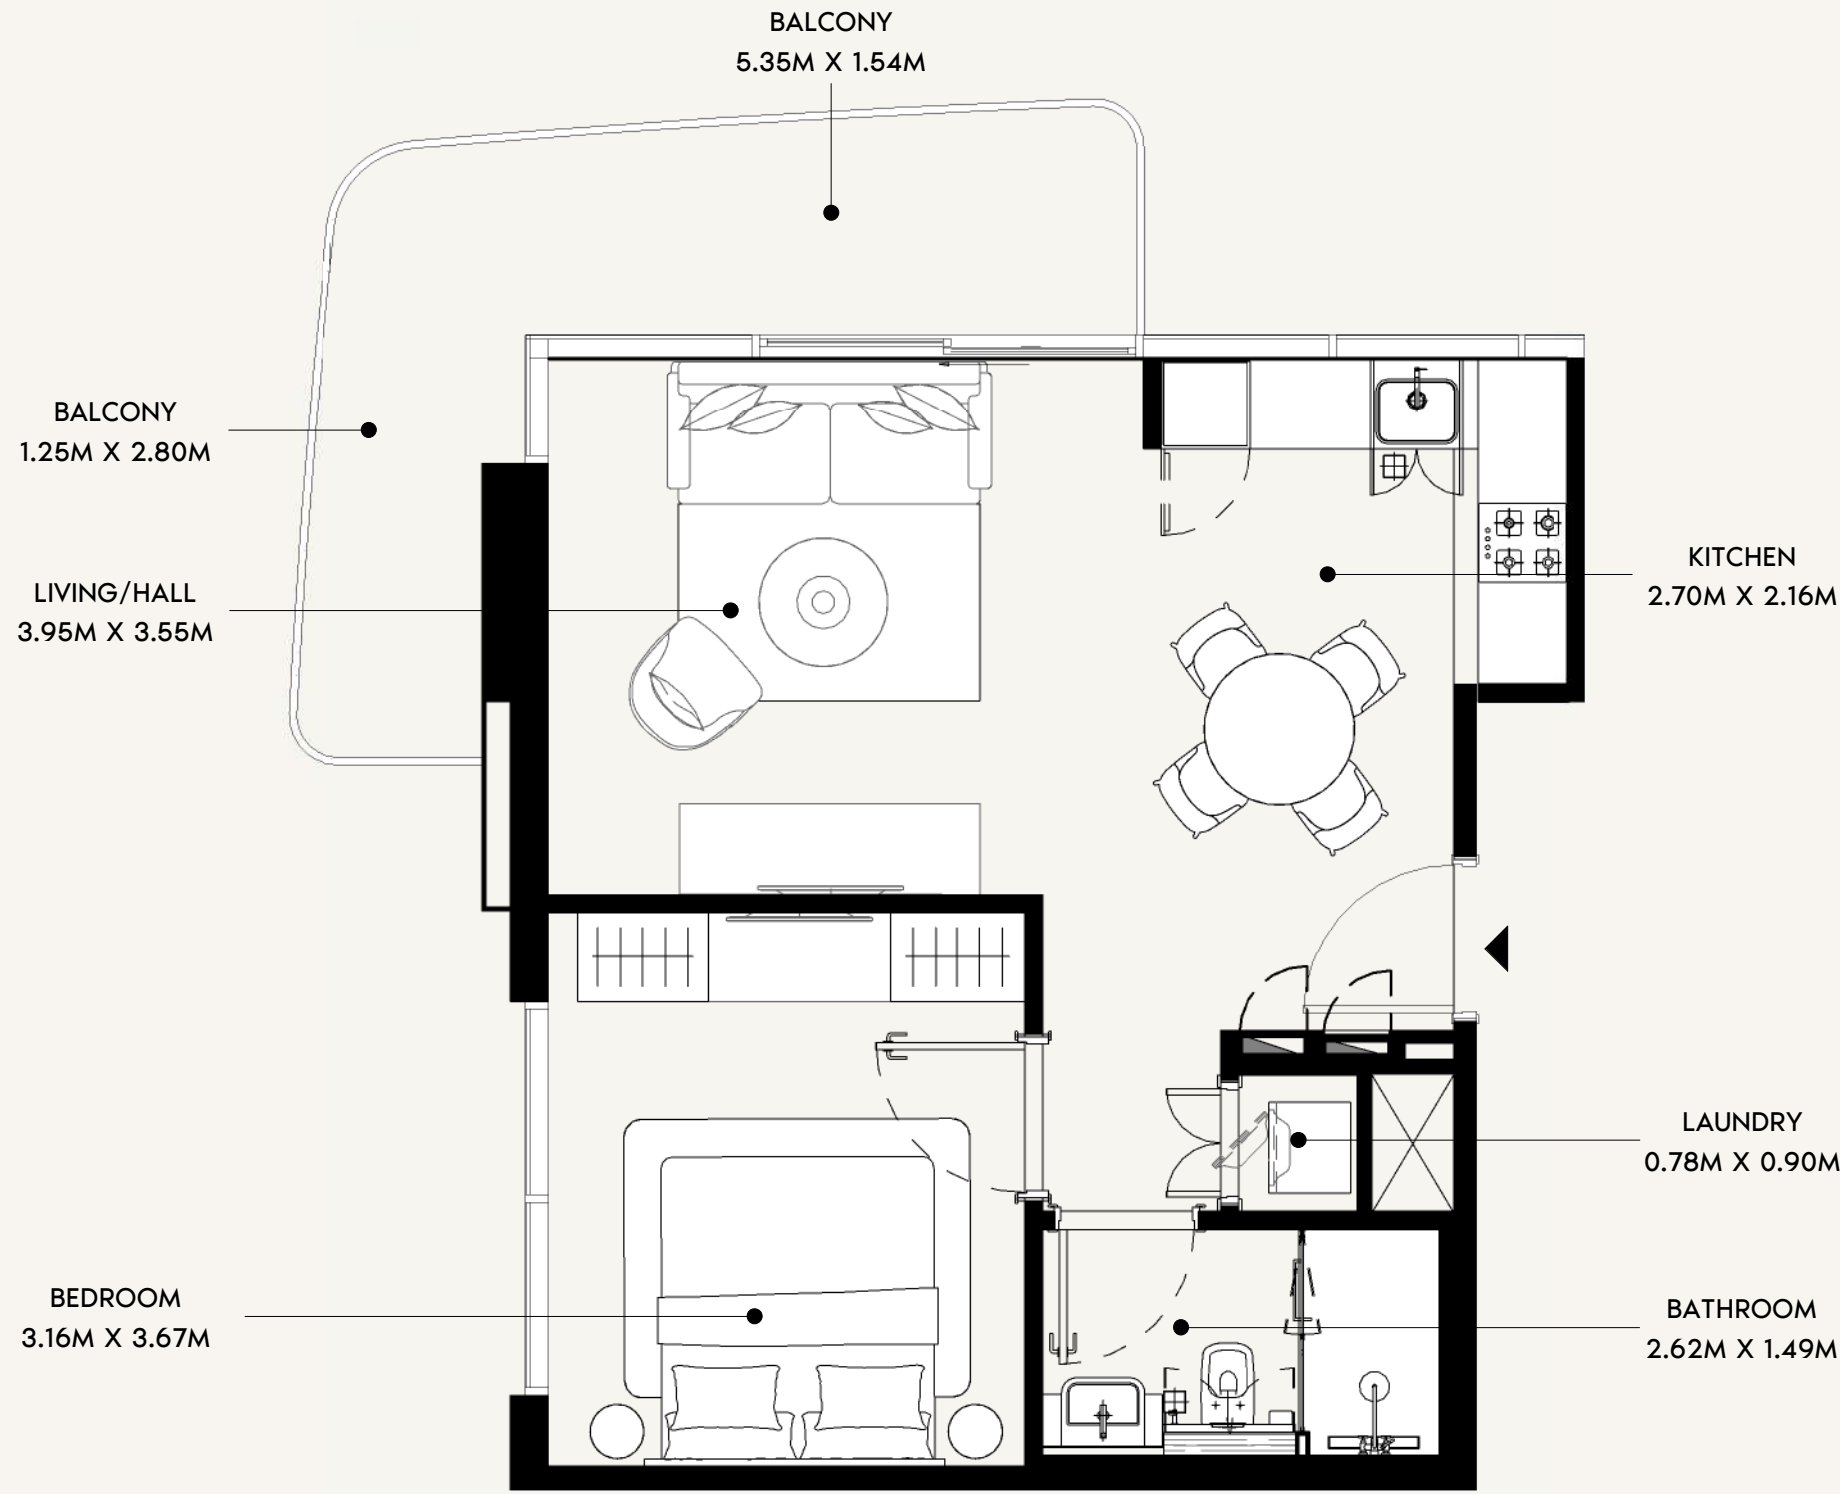 BALCONY
5.35M X 1.54M
BALCONY
1.25M X 2.80M
LIVING/HALL
3.95M X 3.55M
KITCHEN
2.70M X 2.16M
LAUNDRY
0.78M X 0.90M
BEDROOM
3.16M X 3.67M
BATHROOM
2.62M X 1.49M